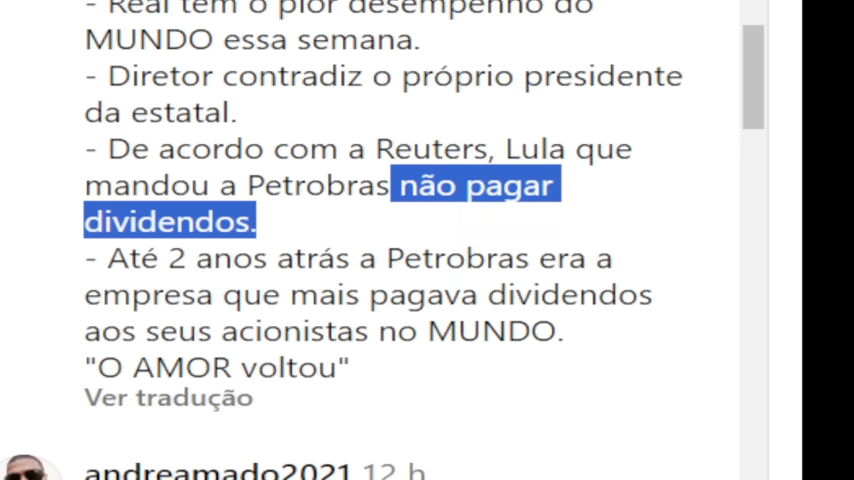 - Real tem o pior desempenho do
MUNDO essa semana.
- Diretor contradiz o próprio presidente
da estatal.
- De acordo com a Reuters, Lula que
mandou a Petrobras não pagar
dividendos.
- Até 2 anos atrás a Petrobras era a
empresa que mais pagava dividendos
aos seus acionistas no MUNDO.
"O AMOR voltou"
Ver tradução
andreamado2021 12 h